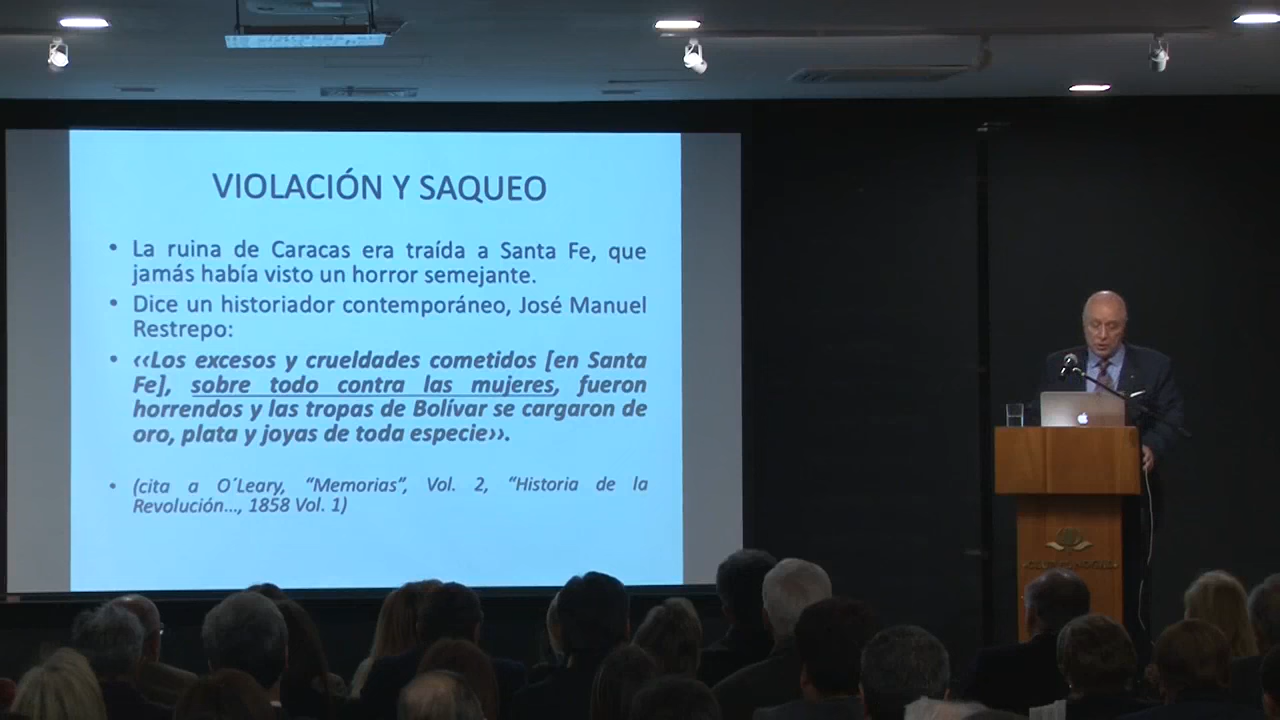 VIOLACIÓN Y SAQUEO
• La ruina de Caracas era traída a Santa Fe, que
jamás había visto un horror semejante.
• Dice un historiador contemporáneo, José Manuel
Restrepo:
• ‹‹Los excesos y crueldades cometidos [en Santa
Fe], sobre todo contra las mujeres, fueron
horrendos y las tropas de Bolívar se cargaron de
oro, plata y joyas de toda especie››.
• (cita a O´Leary, "Memorias", Vol. 2, "Historia de la
Revolución..., 1858 Vol. 1)